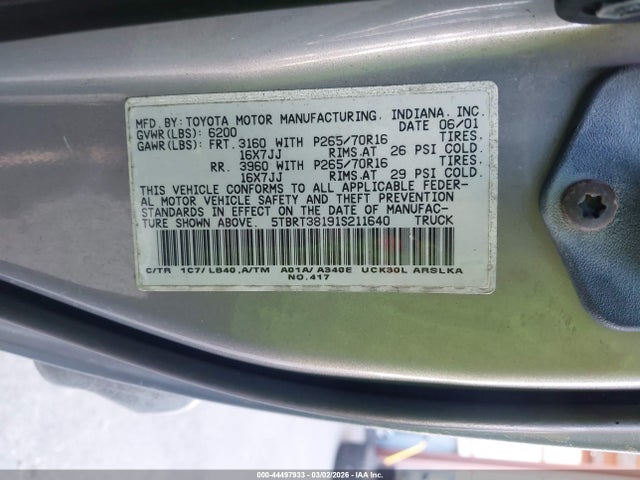 MFD. BY: TOYOTA MOTOR MANUFACTURING, INDIANA, INC.
GVWR(LBS): 6200 DATE 06/01
GAWR(LBS): FRT. 3160 WITH P265/70R16 TIRES.
16X7JJ RIMS.AT 26 PSI COLD.
RR. 3960 WITH P265/70R16 TIRES.
16X7JJ RIMS.AT 29 PSI COLD.
THIS VEHICLE CONFORMS TO ALL APPLICABLE FEDER-
AL MOTOR VEHICLE SAFETY AND THEFT PREVENTION
STANDARDS IN EFFECT ON THE DATE OF MANUFAC-
TURE SHOWN ABOVE. 5TBRT38191S211640 TRUCK
C/TR 1C7/ LB40 ,A/TM A01A/ A340E UCK30L ARSLKA
NO.417
000-44497933 - 03/02/2026 - IAA Inc.